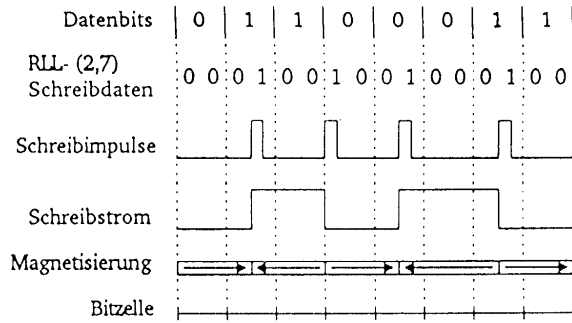 Datenbits 0 1 1 0 0 0 1 1
RLL- (2,7)
Schreibdaten 0 0 0 1 0 0 1 0 0 1 0 0 0 1 0 0
Schreibimpulse
Schreibstrom
Magnetisierung
Bitzelle